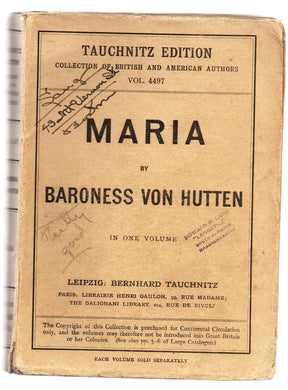 TAUCHNITZ EDITION
COLLECTION OF BRITISH AND AMERICAN AUTHORS
VOL. 4497
MARIA
BY
BARONESS VON HUTTEN
IN ONE VOLUME
Pretty
good
LEIPZIG: BERNHARD TAUCHNITZ
PARIS: LIBRAIRIE HENRI GAULON, 39, RUE MADAME;
THE GALIGNANI LIBRARY, 224, RUE DE RIVOLI
The Copyright of this Collection is purchased for Continental Circulation
only, and the volumes may therefore not be introduced into Great Britain
or her Colonies. (See also pp. 3-6 of Large Catalogue.)
EACH VOLUME SOLD SEPARATELY